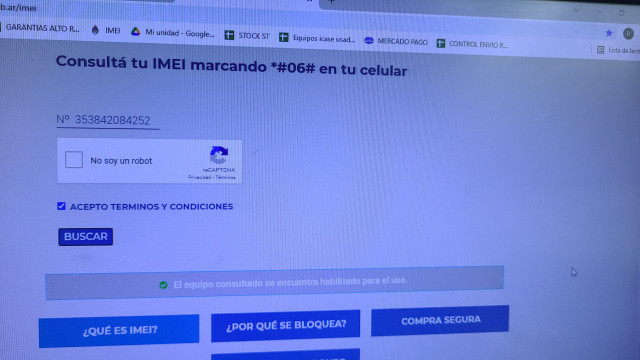 b.ar/imei
GARANTIAS ALTO R... IMEI Mi unidad - Google... STOCK ST Equipos icase usad... MERCADO PAGO CONTROL ENVIO R...
Lista de lect
Consultá tu IMEI marcando *#06# en tu celular
Nº 353842084252
No soy un robot
reCAPTCHA
Privacidad - Términos
ACEPTO TERMINOS Y CONDICIONES
BUSCAR
El equipo consultado se encuentra habilitado para el uso.
¿QUÉ ES IMEI? ¿POR QUÉ SE BLOQUEA? COMPRA SEGURA